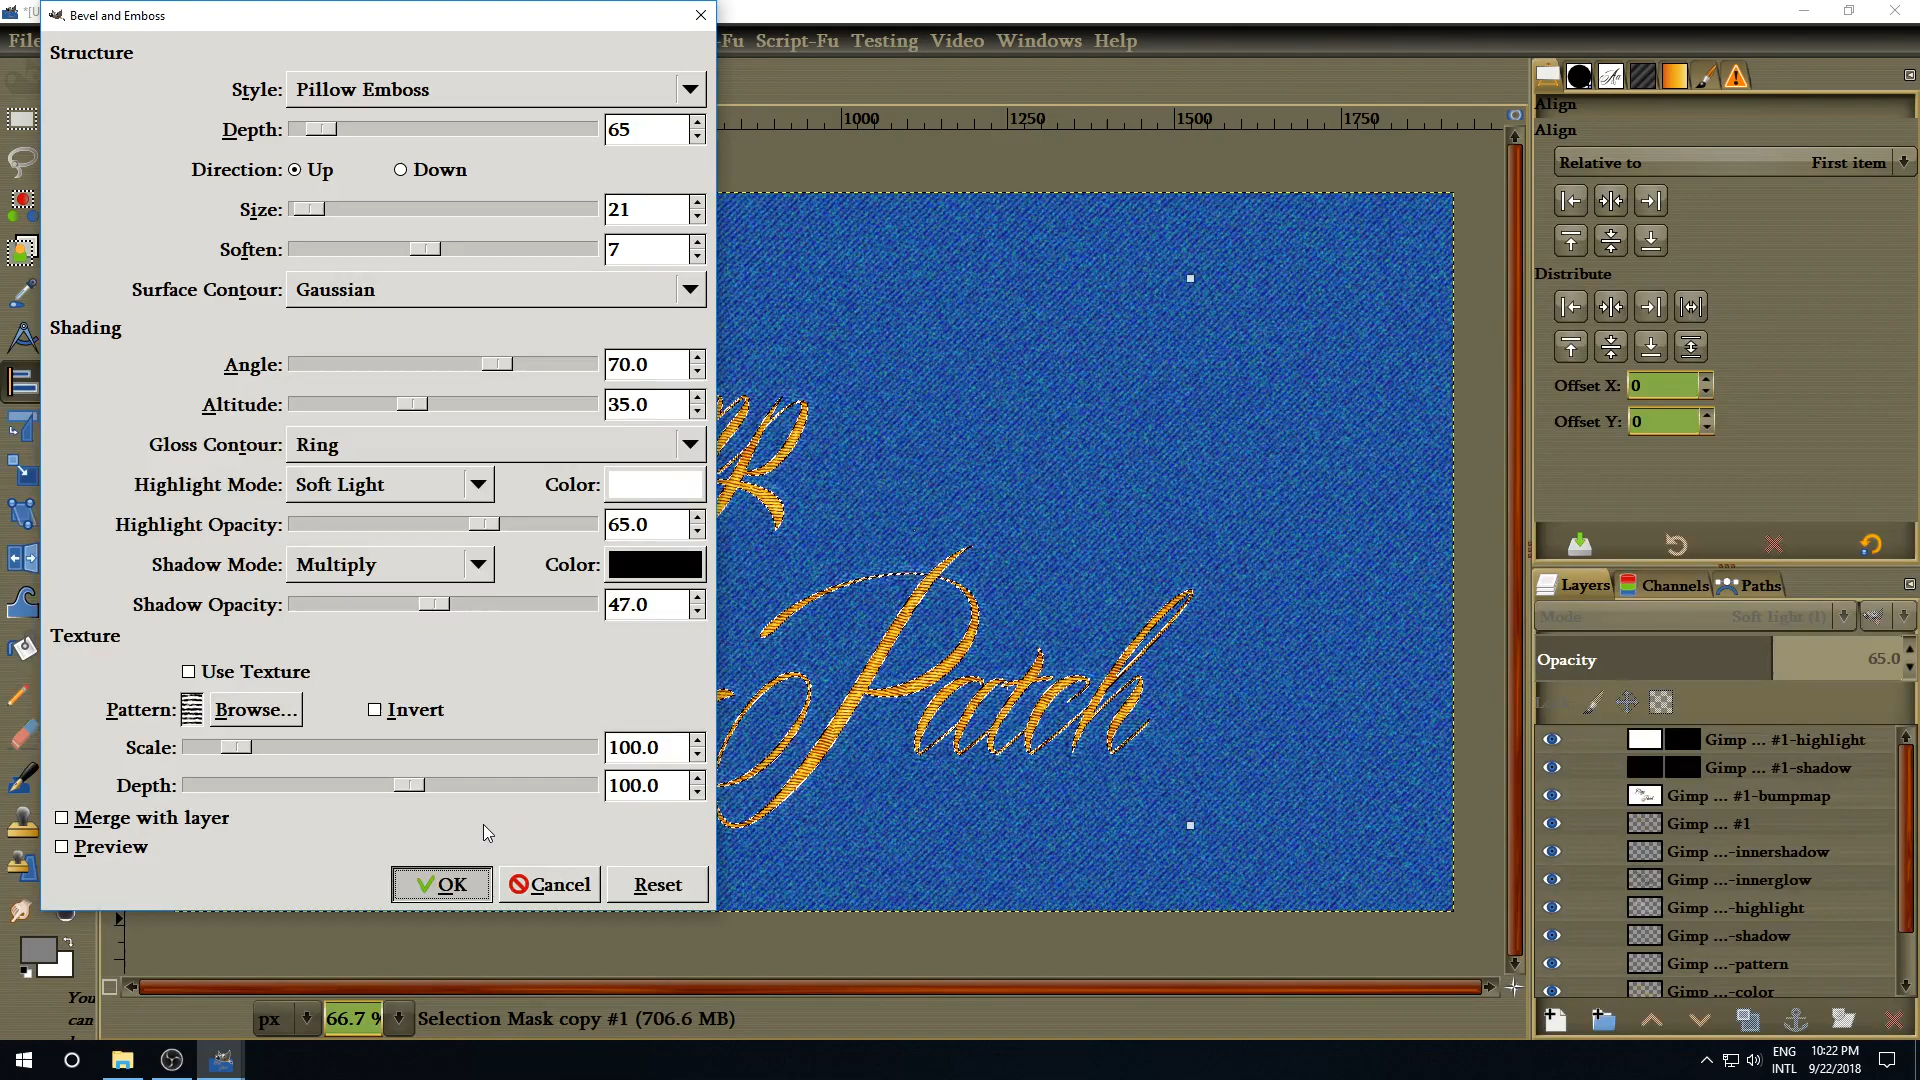 Bevel and Emboss
File
-Fu Script-Fu Testing Video Windows Help
Structure
Style: Pillow Emboss
Depth: 65
Direction: Up Down
Size: 21
Soften: 7
Surface Contour: Gaussian
Shading
Angle: 70.0
Altitude: 35.0
Gloss Contour: Ring
Highlight Mode: Soft Light Color:
Highlight Opacity: 65.0
Shadow Mode: Multiply Color:
Shadow Opacity: 47.0
Texture
Use Texture
Pattern: Browse... Invert
Scale: 100.0
Depth: 100.0
Merge with layer
Preview
OK Cancel Reset
1000 1250 1500 1750
Patch
Align
Align
Relative to First item
Distribute
Offset X: 0
Offset Y: 0
Layers Channels Paths
Mode Soft light (l)
Opacity 65.0
Gimp ... #1-highlight
Gimp ... #1-shadow
Gimp ... #1-bumpmap
Gimp ... #1
Gimp ...-innershadow
Gimp ...-innerglow
Gimp ...-highlight
Gimp ...-shadow
Gimp ...-pattern
Gimp ...-color
You
can
px 66.7 % Selection Mask copy #1 (706.6 MB)
ENG
INTL
10:22 PM
9/22/2018